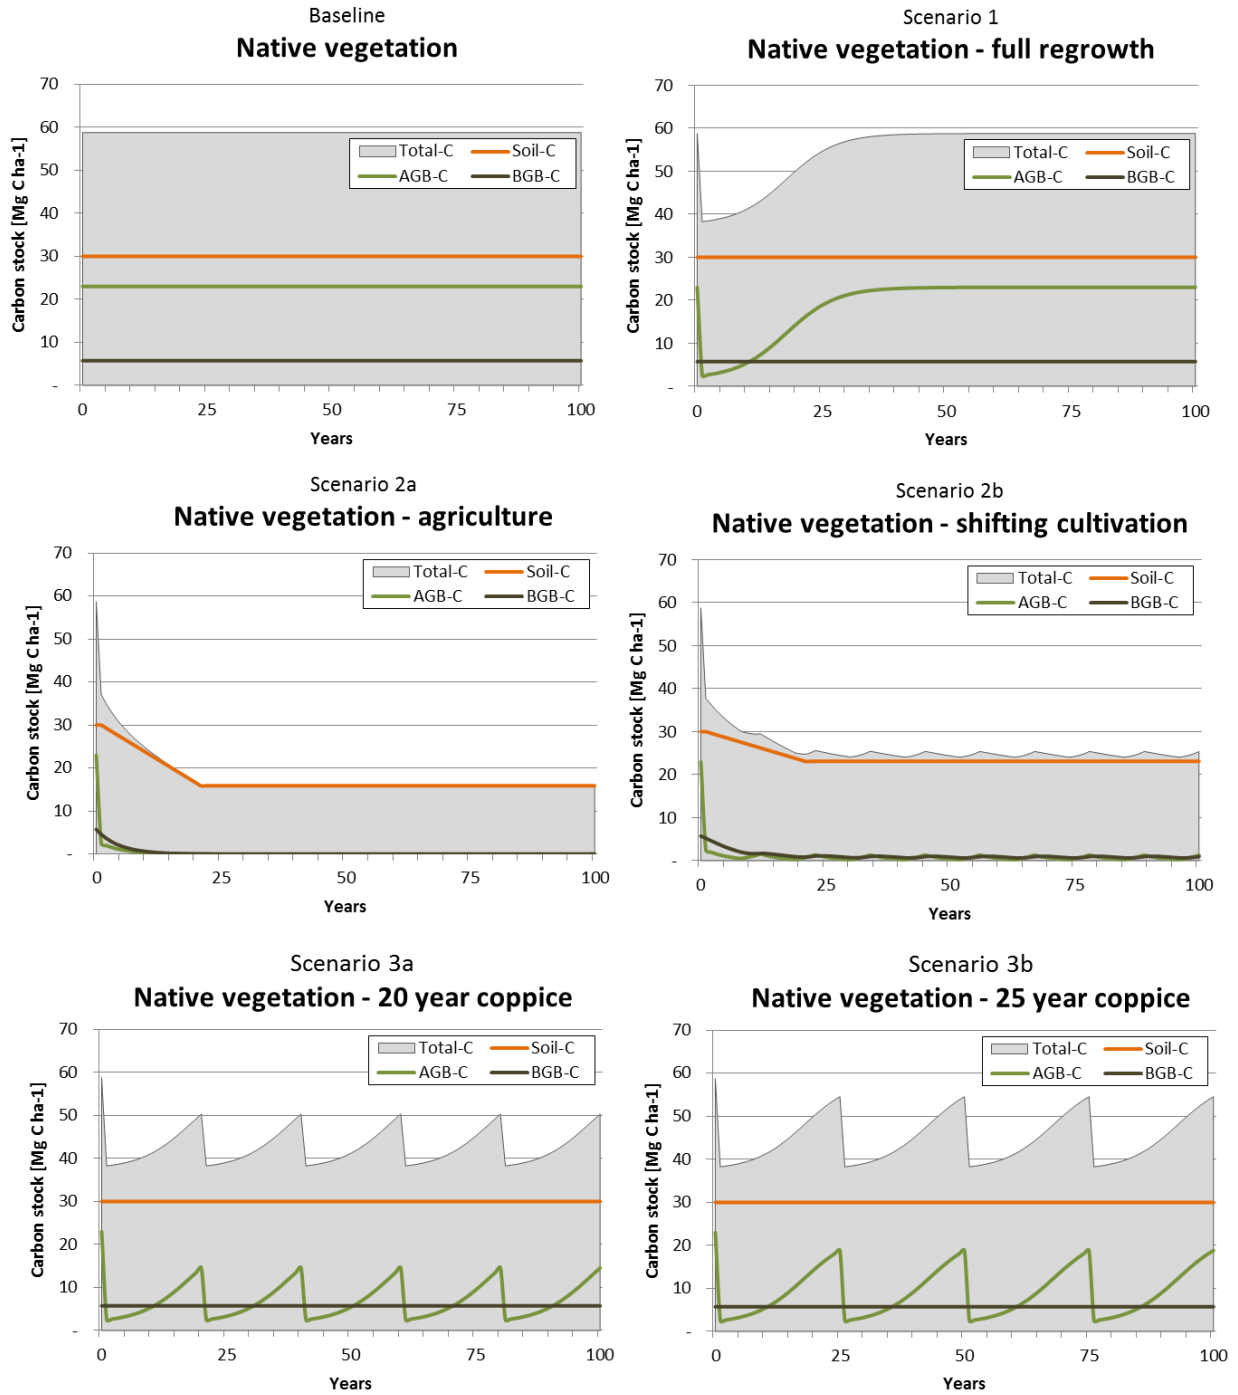 Baseline
Native vegetation
Carbon stock [Mg C ha-1]
70
60
50
40
30
20
10
-
Total-C Soil-C
AGB-C BGB-C
0 25 50 75 100
Years
Scenario 1
Native vegetation - full regrowth
Carbon stock [Mg C ha-1]
70
60
50
40
30
20
10
-
Total-C Soil-C
AGB-C BGB-C
0 25 50 75 100
Years
Scenario 2a
Native vegetation - agriculture
Carbon stock [Mg C ha-1]
70
60
50
40
30
20
10
-
Total-C Soil-C
AGB-C BGB-C
0 25 50 75 100
Years
Scenario 2b
Native vegetation - shifting cultivation
Carbon stock [Mg C ha-1]
70
60
50
40
30
20
10
-
Total-C Soil-C
AGB-C BGB-C
0 25 50 75 100
Years
Scenario 3a
Native vegetation - 20 year coppice
Carbon stock [Mg C ha-1]
70
60
50
40
30
20
10
-
Total-C Soil-C
AGB-C BGB-C
0 25 50 75 100
Years
Scenario 3b
Native vegetation - 25 year coppice
Carbon stock [Mg C ha-1]
70
60
50
40
30
20
10
-
Total-C Soil-C
AGB-C BGB-C
0 25 50 75 100
Years